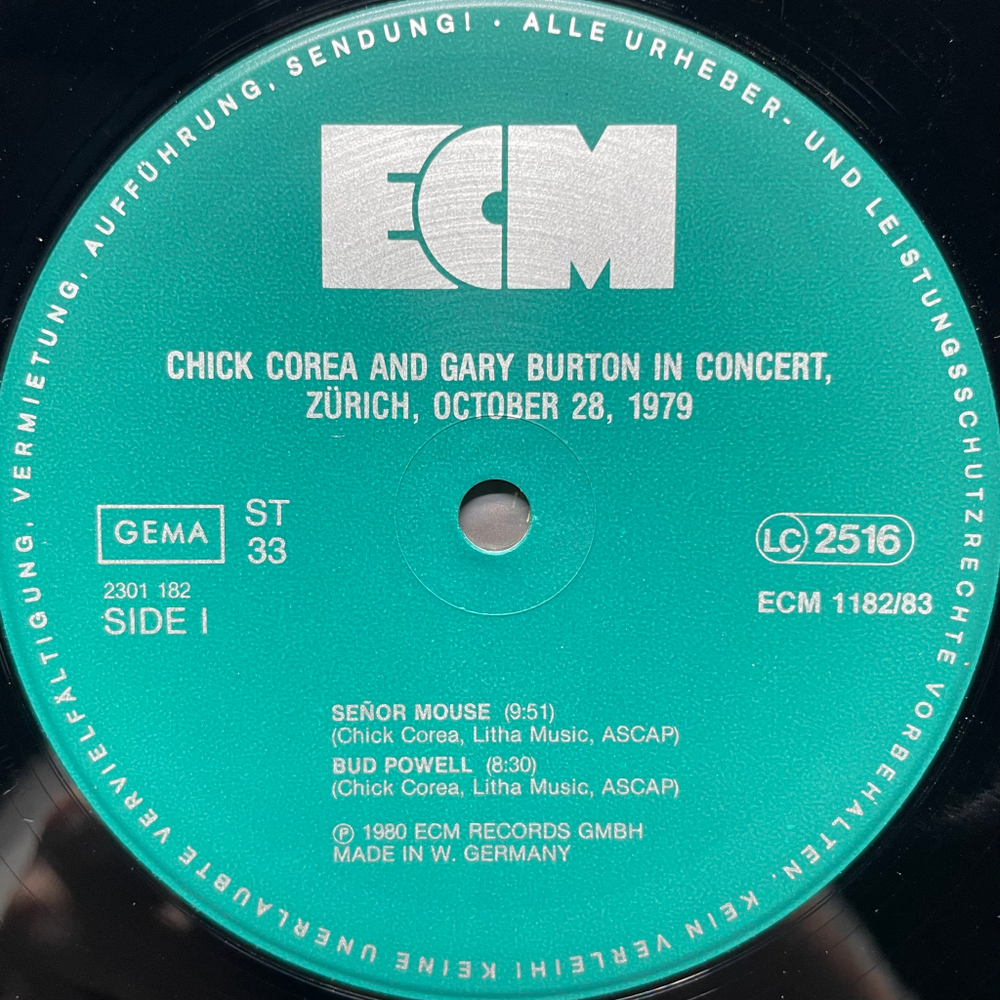 ALLE URHEBER- UND LEISTUNGSSCHUTZRECHTE VORBEHALTEN. KEIN VERLEIH! KEINE UNERLAUBTE VERVIELFÄLTIGUNG, VERMIETUNG, AUFFÜHRUNG, SENDUNG! ·
ECM
CHICK COREA AND GARY BURTON IN CONCERT,
ZÜRICH, OCTOBER 28, 1979
GEMA
ST
33
2301 182
SIDE I
LC 2516
ECM 1182/83
SEÑOR MOUSE (9:51)
(Chick Corea, Litha Music, ASCAP)
BUD POWELL (8:30)
(Chick Corea, Litha Music, ASCAP)
℗ 1980 ECM RECORDS GMBH
MADE IN W. GERMANY